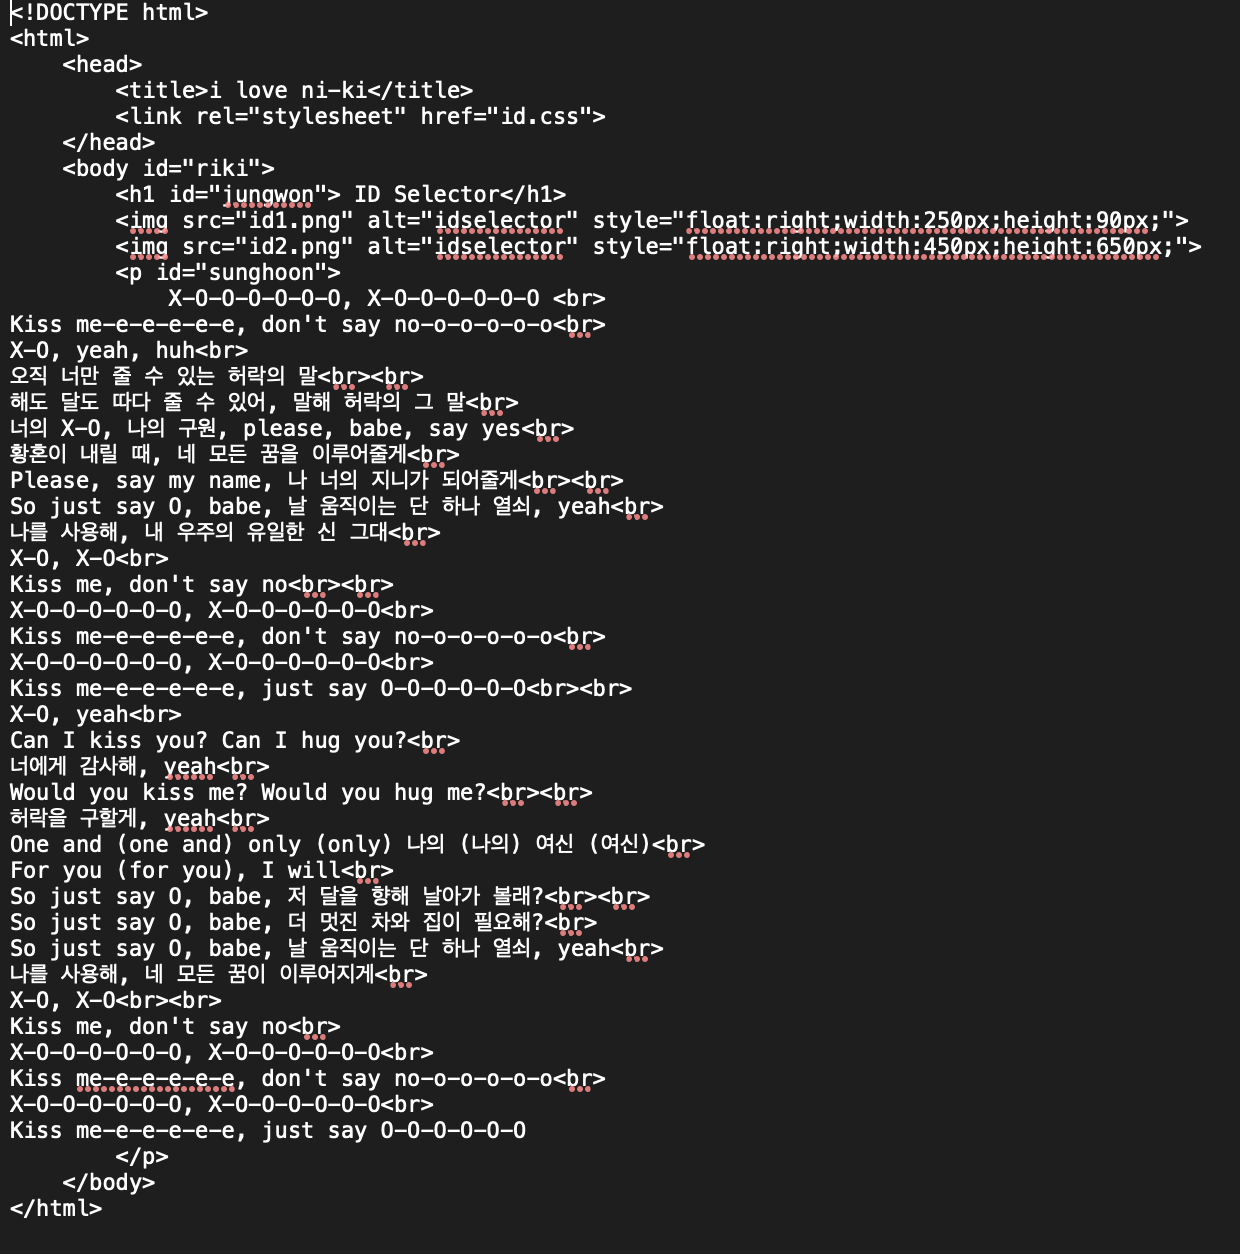 <!DOCTYPE html>
<html>
    <head>
        <title>i love ni-ki</title>
        <link rel="stylesheet" href="id.css">
    </head>
    <body id="riki">
        <h1 id="jungwon"> ID Selector</h1>
        <img src="id1.png" alt="idselector" style="float:right;width:250px;height:90px;">
        <img src="id2.png" alt="idselector" style="float:right;width:450px;height:650px;">
        <p id="sunghoon">
            X-O-O-O-O-O-O, X-O-O-O-O-O-O <br>
Kiss me-e-e-e-e-e-e, don't say no-o-o-o-o-o<br>
X-O, yeah, huh<br>
오직 너만 줄 수 있는 허락의 말<br><br>
해도 달도 따다 줄 수 있어, 말해 허락의 그 말<br>
너의 X-O, 나의 구원, please, babe, say yes<br>
황혼이 내릴 때, 네 모든 꿈을 이루어줄게<br>
Please, say my name, 나 너의 지니가 되어줄게<br><br>
So just say O, babe, 날 움직이는 단 하나 열쇠, yeah<br>
나를 사용해, 내 우주의 유일한 신 그대<br>
X-O, X-O<br>
Kiss me, don't say no<br><br>
X-O-O-O-O-O-O, X-O-O-O-O-O-O<br>
Kiss me-e-e-e-e-e-e, don't say no-o-o-o-o-o<br>
X-O-O-O-O-O-O, X-O-O-O-O-O-O<br>
Kiss me-e-e-e-e-e-e, just say O-O-O-O-O-O<br><br>
X-O, yeah<br>
Can I kiss you? Can I hug you?<br>
너에게 감사해, yeah<br>
Would you kiss me? Would you hug me?<br><br>
허락을 구할게, yeah<br>
One and (one and) only (only) 나의 (나의) 여신 (여신)<br>
For you (for you), I will<br>
So just say O, babe, 저 달을 향해 날아가 볼래?<br><br>
So just say O, babe, 더 멋진 차와 집이 필요해?<br>
So just say O, babe, 날 움직이는 단 하나 열쇠, yeah<br>
나를 사용해, 네 모든 꿈이 이루어지게<br>
X-O, X-O<br><br>
Kiss me, don't say no<br>
X-O-O-O-O-O-O, X-O-O-O-O-O-O<br>
Kiss me-e-e-e-e-e-e, don't say no-o-o-o-o-o<br>
X-O-O-O-O-O-O, X-O-O-O-O-O-O<br>
Kiss me-e-e-e-e-e-e, just say O-O-O-O-O-O
        </p>
    </body>
</html>